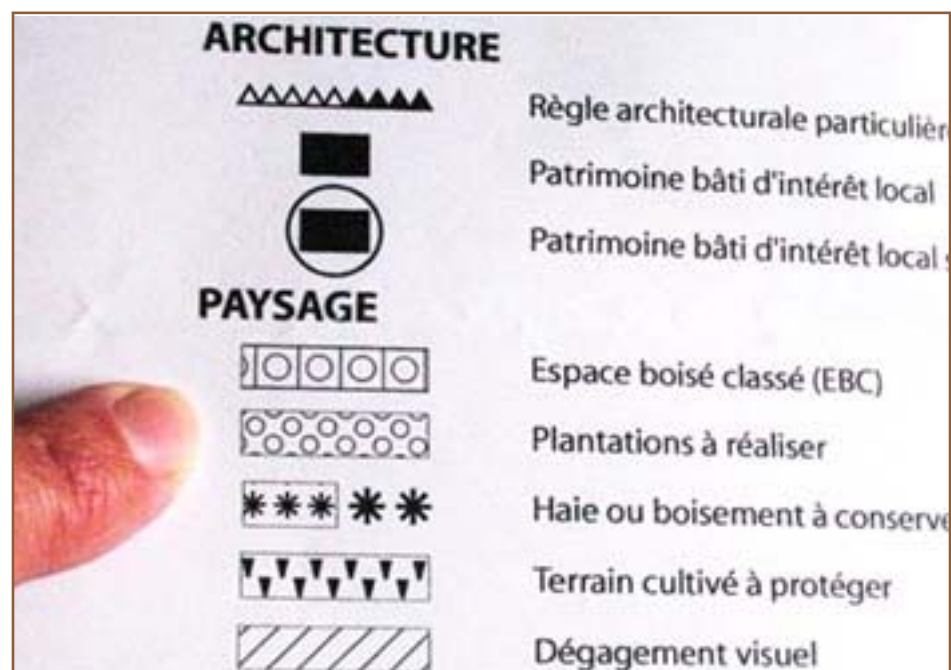 ARCHITECTURE
Règle architecturale particulièr
Patrimoine bâti d'intérêt local
Patrimoine bâti d'intérêt local
PAYSAGE
Espace boisé classé (EBC)
Plantations à réaliser
Haie ou boisement à conserve
Terrain cultivé à protéger
Dégagement visuel